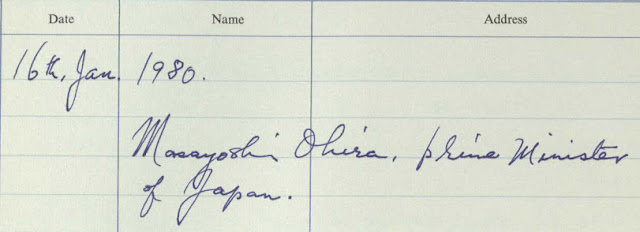 Date Name Address
16th, Jan. 1980.
Masayoshi Ohira, prime Minister
of Japan.